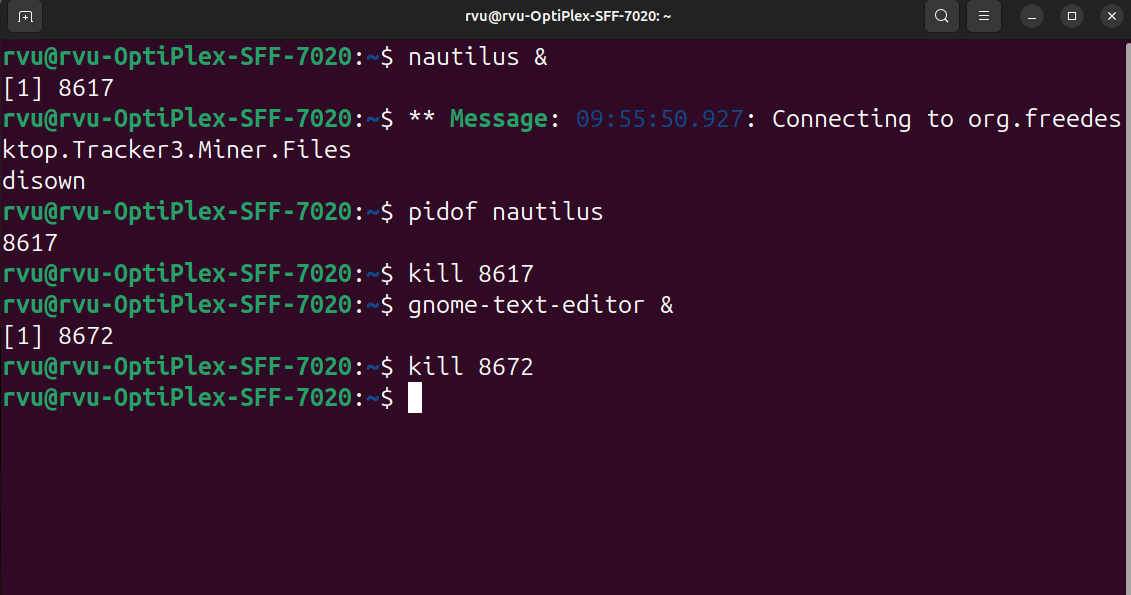 rvu@rvu-OptiPlex-SFF-7020: ~
rvu@rvu-OptiPlex-SFF-7020:~$ nautilus &
[1] 8617
rvu@rvu-OptiPlex-SFF-7020:~$ ** Message: 09:55:50.927: Connecting to org.freedes
ktop.Tracker3.Miner.Files
disown
rvu@rvu-OptiPlex-SFF-7020:~$ pidof nautilus
8617
rvu@rvu-OptiPlex-SFF-7020:~$ kill 8617
rvu@rvu-OptiPlex-SFF-7020:~$ gnome-text-editor &
[1] 8672
rvu@rvu-OptiPlex-SFF-7020:~$ kill 8672
rvu@rvu-OptiPlex-SFF-7020:~$